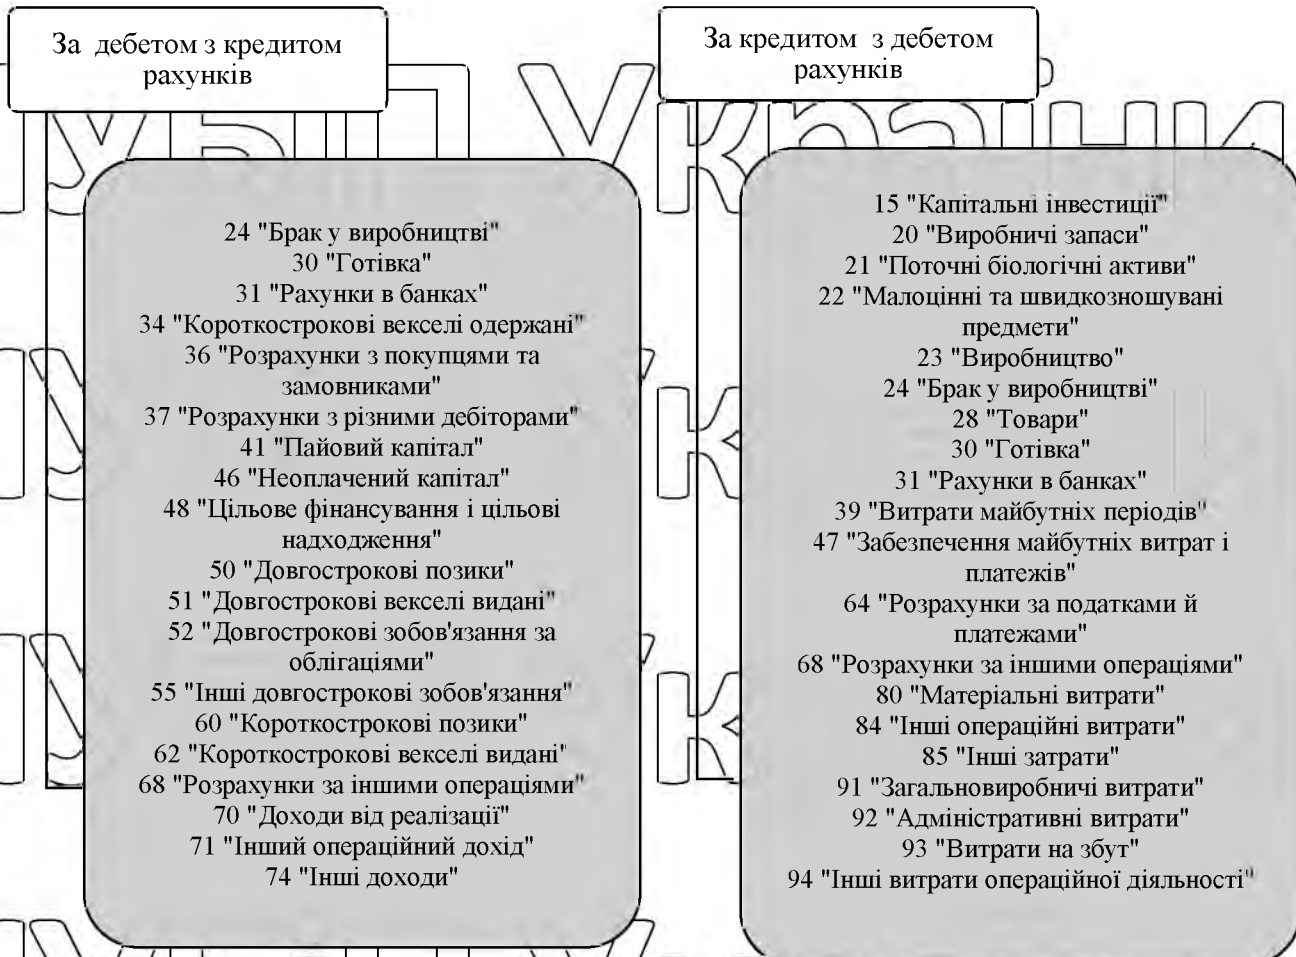 За дебетом з кредитом
рахунків
24 "Брак у виробництві"
30 "Готівка"
31 "Рахунки в банках"
34 "Короткострокові векселі одержані"
36 "Розрахунки з покупцями та
замовниками"
37 "Розрахунки з різними дебіторами"
41 "Пайовий капітал"
46 "Неоплачений капітал"
48 "Цільове фінансування і цільові
надходження"
50 "Довгострокові позики"
51 "Довгострокові векселі видані"
52 "Довгострокові зобов'язання за
облігаціями"
55 "Інші довгострокові зобов'язання"
60 "Короткострокові позики"
62 "Короткострокові векселі видані"
68 "Розрахунки за іншими операціями"
70 "Доходи від реалізації"
71 "Інший операційний дохід"
74 "Інші доходи"
За кредитом з дебетом
рахунків
15 "Капітальні інвестиції"
20 "Виробничі запаси"
21 "Поточні біологічні активи"
22 "Малоцінні та швидкозношувані
предмети"
23 "Виробництво"
24 "Брак у виробництві"
28 "Товари"
30 "Готівка"
31 "Рахунки в банках"
39 "Витрати майбутніх періодів"
47 "Забезпечення майбутніх витрат і
платежів"
64 "Розрахунки за податками й
платежами"
68 "Розрахунки за іншими операціями"
80 "Матеріальні витрати"
84 "Інші операційні витрати"
85 "Інші затрати"
91 "Загальновиробничі витрати"
92 "Адміністративні витрати"
93 "Витрати на збут"
94 "Інші витрати операційної діяльності"